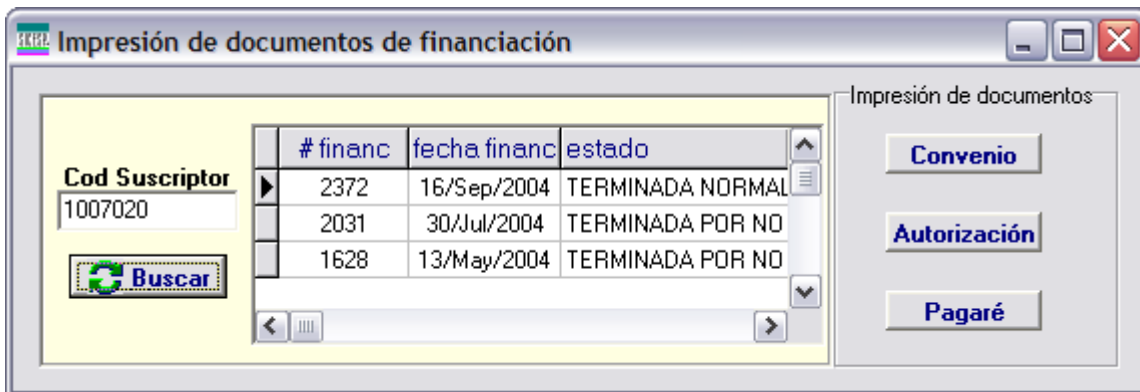 Impresión de documentos de financiación
Impresión de documentos
Cod Suscriptor
1007020
Buscar
# financ fecha financ estado
2372 16/Sep/2004 TERMINADA NORMAL
2031 30/Jul/2004 TERMINADA POR NO
1628 13/May/2004 TERMINADA POR NO
Convenio
Autorización
Pagaré